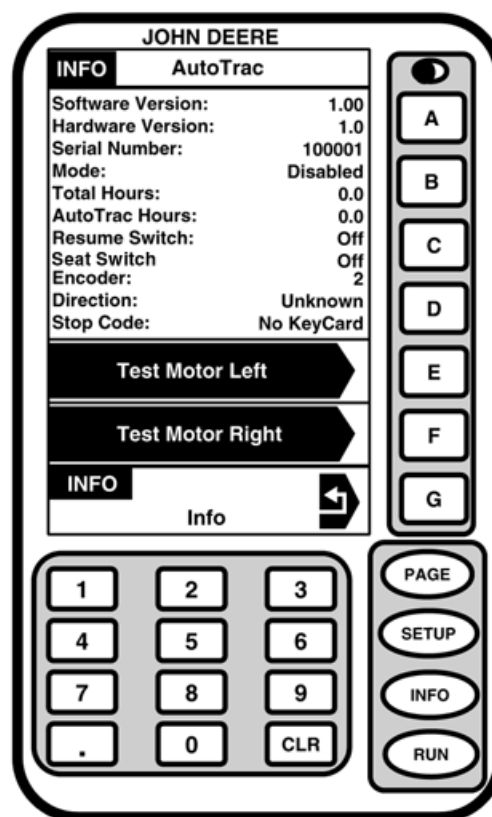 JOHN DEERE
INFO AutoTrac
Software Version: 1.00
Hardware Version: 1.0
Serial Number: 100001
Mode: Disabled
Total Hours: 0.0
AutoTrac Hours: 0.0
Resume Switch: Off
Seat Switch Off
Encoder: 2
Direction: Unknown
Stop Code: No KeyCard
Test Motor Left
Test Motor Right
INFO
Info
A
B
C
D
E
F
G
PAGE
SETUP
INFO
RUN
1 2 3
4 5 6
7 8 9
. 0 CLR